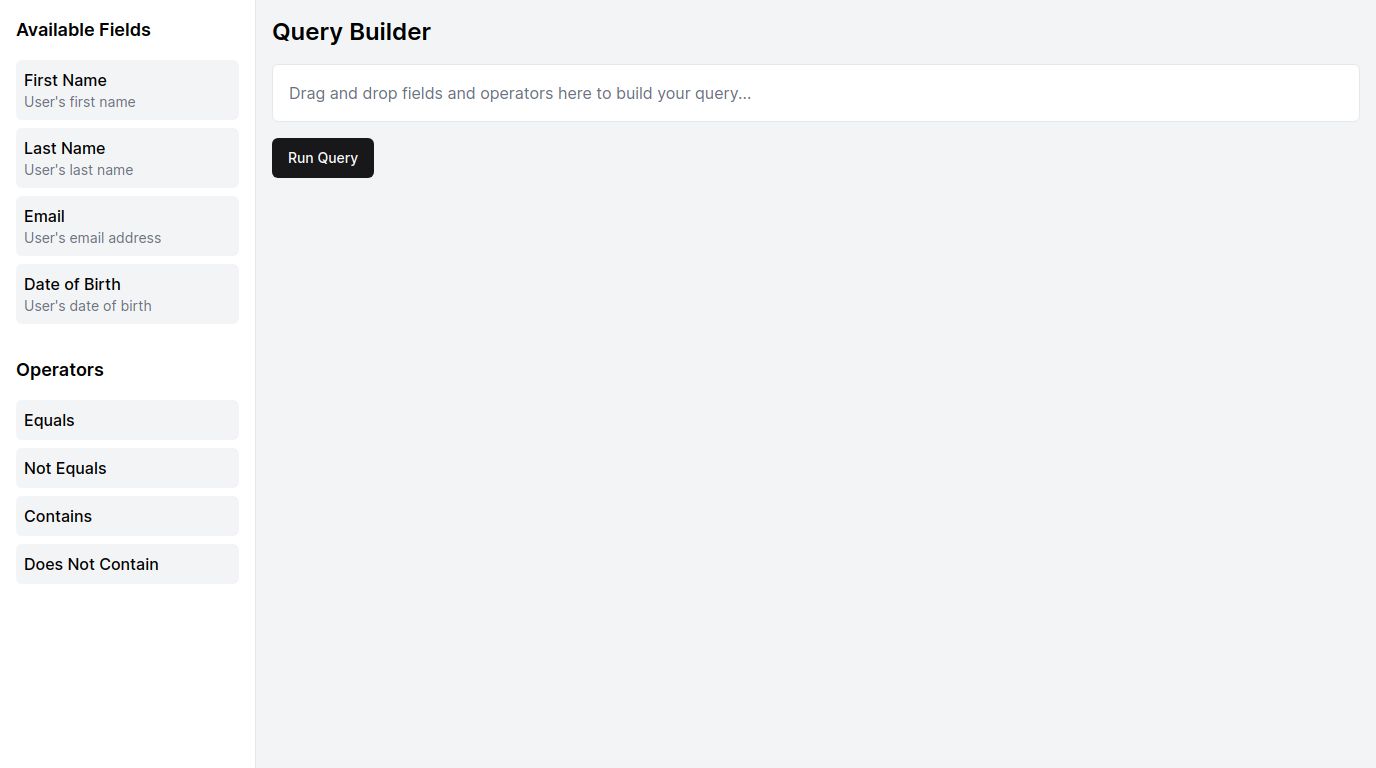 Available Fields
First Name
User's first name
Last Name
User's last name
Email
User's email address
Date of Birth
User's date of birth
Operators
Equals
Not Equals
Contains
Does Not Contain
Query Builder
Drag and drop fields and operators here to build your query...
Run Query